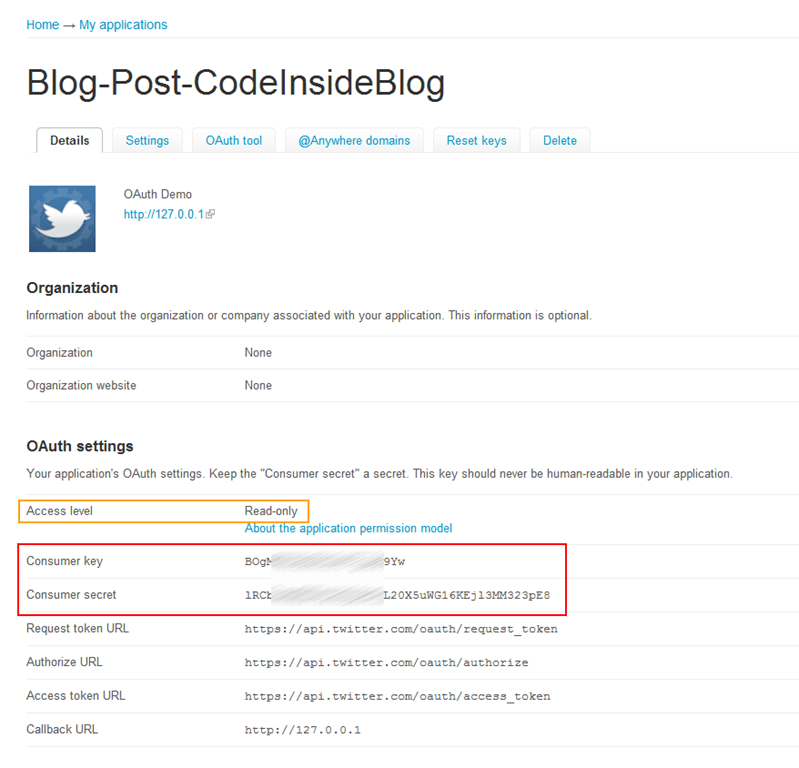 Home → My applications
Blog-Post-CodeInsideBlog
Details Settings OAuth tool @Anywhere domains Reset keys Delete
OAuth Demo
http://127.0.0.1
Organization
Information about the organization or company associated with your application. This information is optional.
Organization None
Organization website None
OAuth settings
Your application's OAuth settings. Keep the "Consumer secret" a secret. This key should never be human-readable in your application.
Access level Read-only
About the application permission model
Consumer key BOg 9Yw
Consumer secret lRC L20X5uWG16KEjl3MM323pE8
Request token URL https://api.twitter.com/oauth/request_token
Authorize URL https://api.twitter.com/oauth/authorize
Access token URL https://api.twitter.com/oauth/access_token
Callback URL http://127.0.0.1